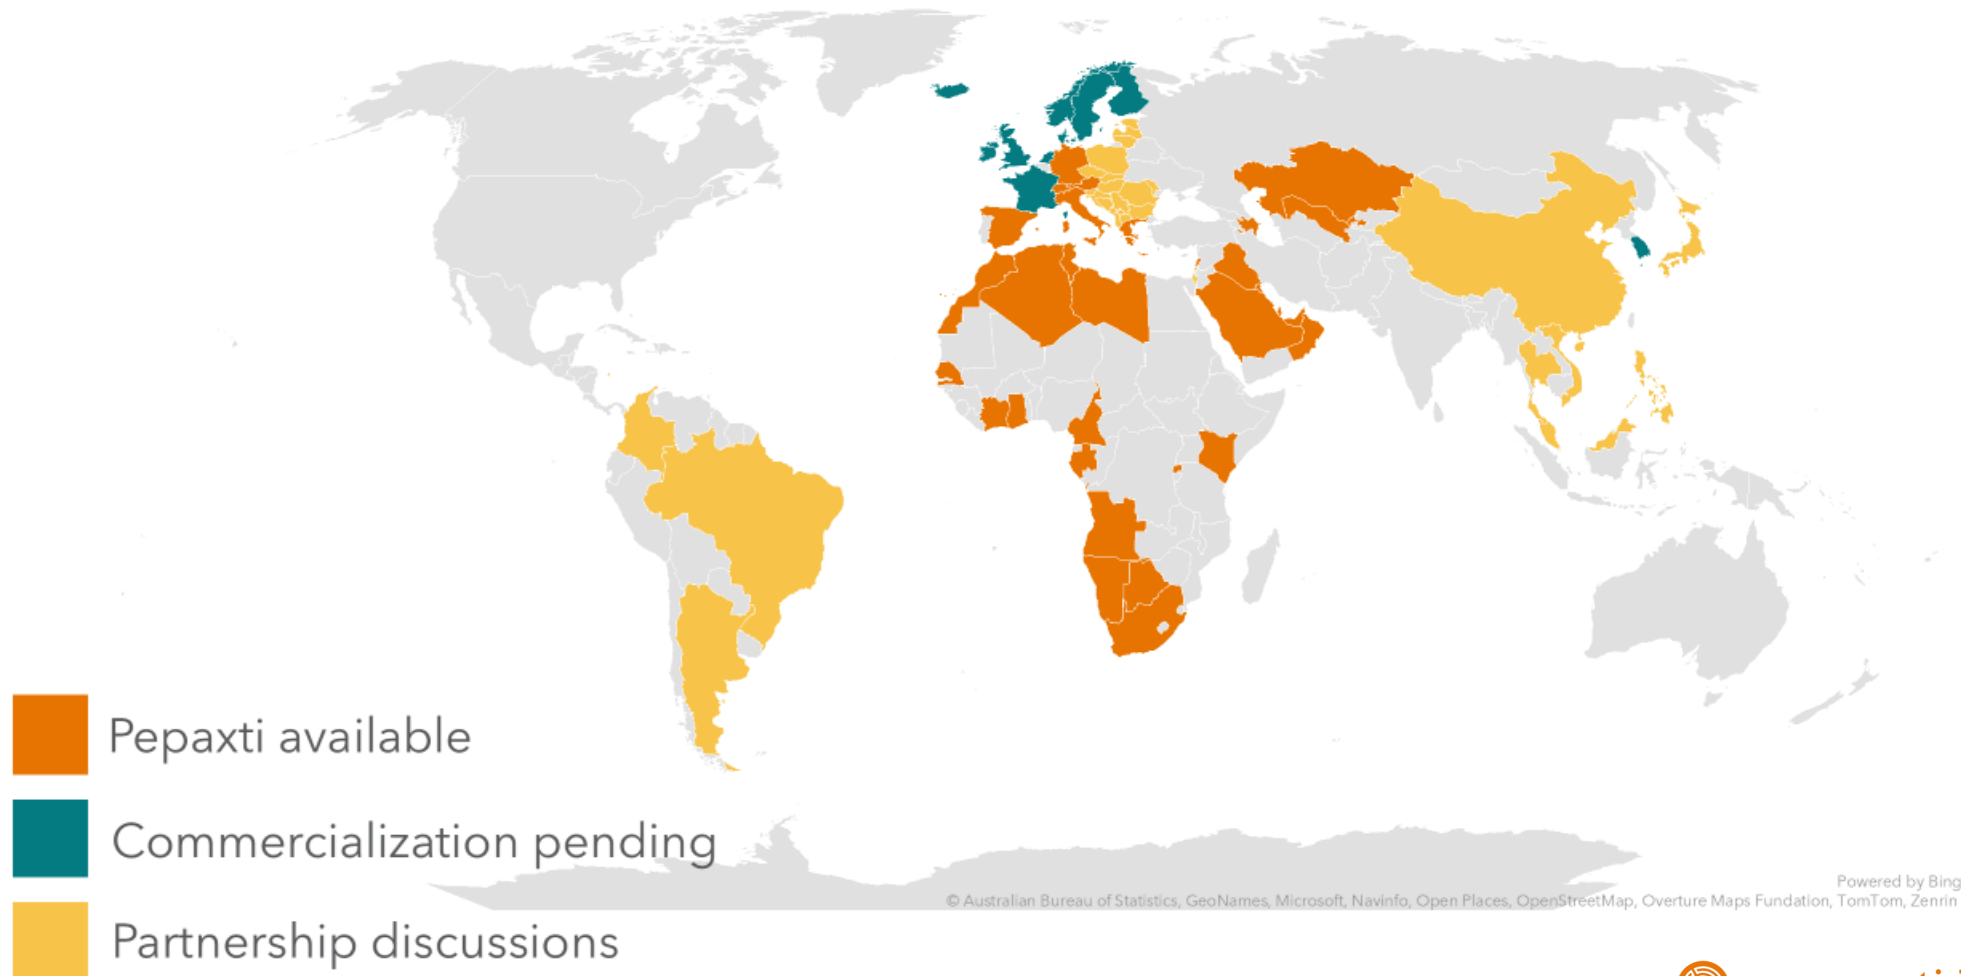 Pepaxti available
Commercialization pending
Partnership discussions
Powered by Bing
© Australian Bureau of Statistics, GeoNames, Microsoft, Navinfo, Open Places, OpenStreetMap, Overture Maps Fundation, TomTom, Zenrin